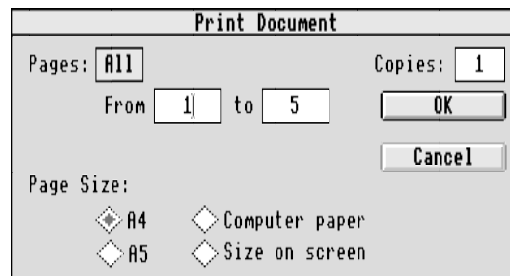 Print Document
Pages: All Copies: 1
From 1 to 5 OK
Cancel
Page Size:
A4 Computer paper
A5 Size on screen